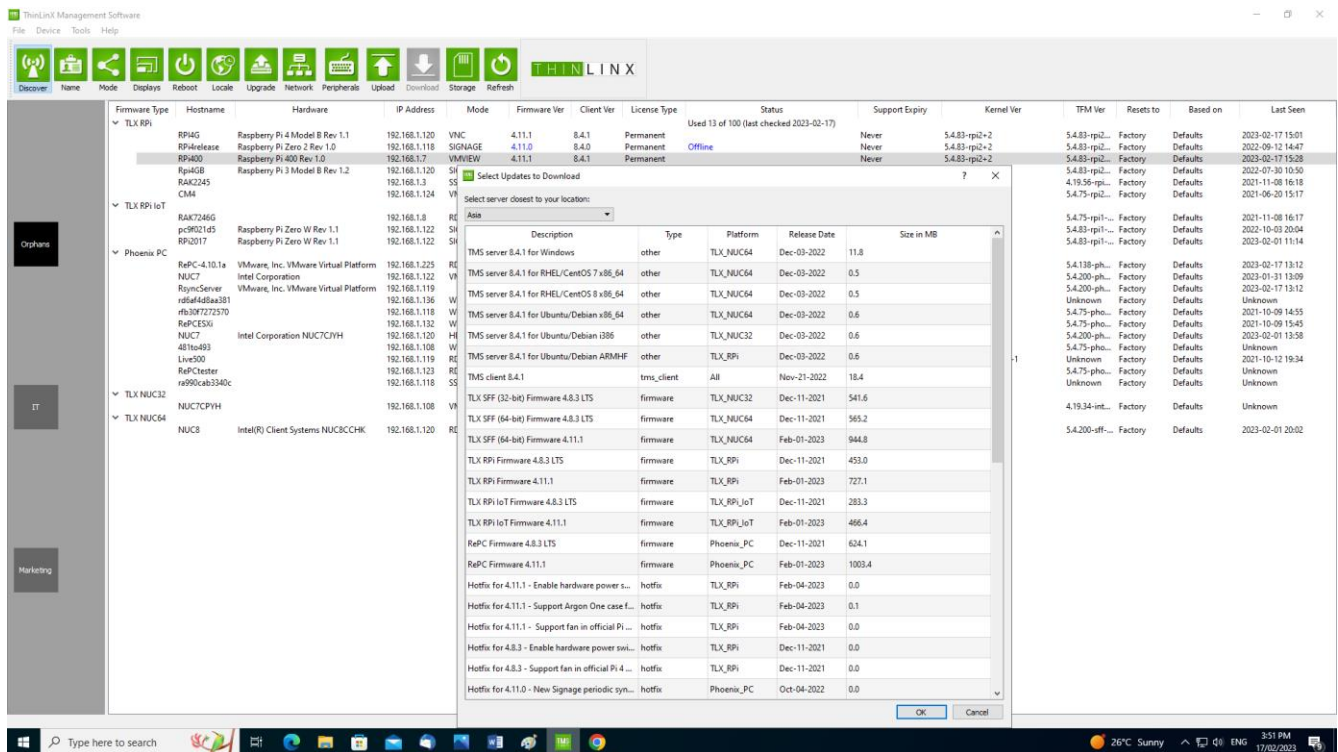 ThinLinX Management Software
File Device Tools Help
Discover Name Mode Displays Reboot Locale Upgrade Network Peripherals Upload Download Storage Refresh
THINLINX
Firmware Type Hostname Hardware IP Address Mode Firmware Ver Client Ver License Type Status Support Expiry Kernel Ver TFM Ver Resets to Based on Last Seen
TLX RPi Used 13 of 100 (last checked 2023-02-17)
RPi4G Raspberry Pi 4 Model B Rev 1.1 192.168.1.120 VNC 4.11.1 8.4.1 Permanent Never 5.4.83-rpi2+2 5.4.83-rpi2... Factory Defaults 2023-02-17 15:01
RPi4release Raspberry Pi Zero 2 Rev 1.0 192.168.1.118 SIGNAGE 4.11.0 8.4.0 Permanent Offline Never 5.4.83-rpi2+2 5.4.83-rpi2... Factory Defaults 2022-09-12 14:47
RPi400 Raspberry Pi 400 Rev 1.0 192.168.1.7 VMVIEW 4.11.1 8.4.1 Permanent Never 5.4.83-rpi2+2 5.4.83-rpi2... Factory Defaults 2023-02-17 15:28
Rpi4GB Raspberry Pi 3 Model B Rev 1.2 192.168.1.120 5.4.83-rpi2... Factory Defaults 2022-07-30 10:50
RAK2245 192.168.1.3 SS 4.19.56-rpi... Factory Defaults 2021-11-08 16:18
CM4 192.168.1.124 5.4.75-rpi2... Factory Defaults 2021-06-20 15:17
TLX RPi IoT
RAK7246G 192.168.1.8 5.4.75-rpi1-... Factory Defaults 2021-11-08 16:17
pc9f021d5 Raspberry Pi Zero W Rev 1.1 192.168.1.122 5.4.83-rpi1-... Factory Defaults 2022-10-03 20:04
RPi2017 Raspberry Pi Zero W Rev 1.1 192.168.1.122 5.4.83-rpi1-... Factory Defaults 2023-02-01 11:14
Phoenix PC
RePC-4.10.1a VMware, Inc. VMware Virtual Platform 192.168.1.225 5.4.138-ph... Factory Defaults 2023-02-17 13:12
NUC7 Intel Corporation 192.168.1.122 5.4.200-ph... Factory Defaults 2023-01-31 13:09
RsyncServer VMware, Inc. VMware Virtual Platform 192.168.1.119 5.4.200-ph... Factory Defaults 2023-02-17 13:12
rd6af4d8aa381 192.168.1.136 Unknown Factory Defaults Unknown
rfb30f7272570 192.168.1.118 5.4.75-pho... Factory Defaults 2021-10-09 14:55
RePCESXi 192.168.1.132 5.4.75-pho... Factory Defaults 2021-10-09 15:45
NUC7 Intel Corporation NUC7CJYH 192.168.1.120 5.4.200-ph... Factory Defaults 2023-02-01 13:58
481to493 192.168.1.108 5.4.75-pho... Factory Defaults Unknown
Live500 192.168.1.119 -1 Unknown Factory Defaults 2021-10-12 19:34
RePCtester 192.168.1.123 5.4.75-pho... Factory Defaults Unknown
ra990cab3340c 192.168.1.118 SS Unknown Factory Defaults Unknown
TLX NUC32
NUC7CPYH 192.168.1.108 4.19.34-int... Factory Defaults Unknown
TLX NUC64
NUC8 Intel(R) Client Systems NUC8CCHK 192.168.1.120 5.4.200-sff-... Factory Defaults 2023-02-01 20:02
Orphans
IT
Marketing
Select Updates to Download ?
Select server closest to your location:
Asia
Description Type Platform Release Date Size in MB
TMS server 8.4.1 for Windows other TLX_NUC64 Dec-03-2022 11.8
TMS server 8.4.1 for RHEL/CentOS 7 x86_64 other TLX_NUC64 Dec-03-2022 0.5
TMS server 8.4.1 for RHEL/CentOS 8 x86_64 other TLX_NUC64 Dec-03-2022 0.5
TMS server 8.4.1 for Ubuntu/Debian x86_64 other TLX_NUC64 Dec-03-2022 0.6
TMS server 8.4.1 for Ubuntu/Debian i386 other TLX_NUC32 Dec-03-2022 0.6
TMS server 8.4.1 for Ubuntu/Debian ARMHF other TLX_RPi Dec-03-2022 0.6
TMS client 8.4.1 tms_client All Nov-21-2022 18.4
TLX SFF (32-bit) Firmware 4.8.3 LTS firmware TLX_NUC32 Dec-11-2021 541.6
TLX SFF (64-bit) Firmware 4.8.3 LTS firmware TLX_NUC64 Dec-11-2021 565.2
TLX SFF (64-bit) Firmware 4.11.1 firmware TLX_NUC64 Feb-01-2023 944.8
TLX RPi Firmware 4.8.3 LTS firmware TLX_RPi Dec-11-2021 453.0
TLX RPi Firmware 4.11.1 firmware TLX_RPi Feb-01-2023 727.1
TLX RPi IoT Firmware 4.8.3 LTS firmware TLX_RPi_IoT Dec-11-2021 283.3
TLX RPi IoT Firmware 4.11.1 firmware TLX_RPi_IoT Feb-01-2023 466.4
RePC Firmware 4.8.3 LTS firmware Phoenix_PC Dec-11-2021 624.1
RePC Firmware 4.11.1 firmware Phoenix_PC Feb-01-2023 1003.4
Hotfix for 4.11.1 - Enable hardware power s... hotfix TLX_RPi Feb-04-2023 0.0
Hotfix for 4.11.1 - Support Argon One case f... hotfix TLX_RPi Feb-04-2023 0.1
Hotfix for 4.11.1 - Support fan in official Pi ... hotfix TLX_RPi Feb-04-2023 0.0
Hotfix for 4.8.3 - Enable hardware power swi... hotfix TLX_RPi Dec-11-2021 0.0
Hotfix for 4.8.3 - Support fan in official Pi 4 ... hotfix TLX_RPi Dec-11-2021 0.0
Hotfix for 4.11.0 - New Signage periodic syn... hotfix Phoenix_PC Oct-04-2022 0.0
OK Cancel
Type here to search
TMS
26°C Sunny ENG 3:51 PM
17/02/2023